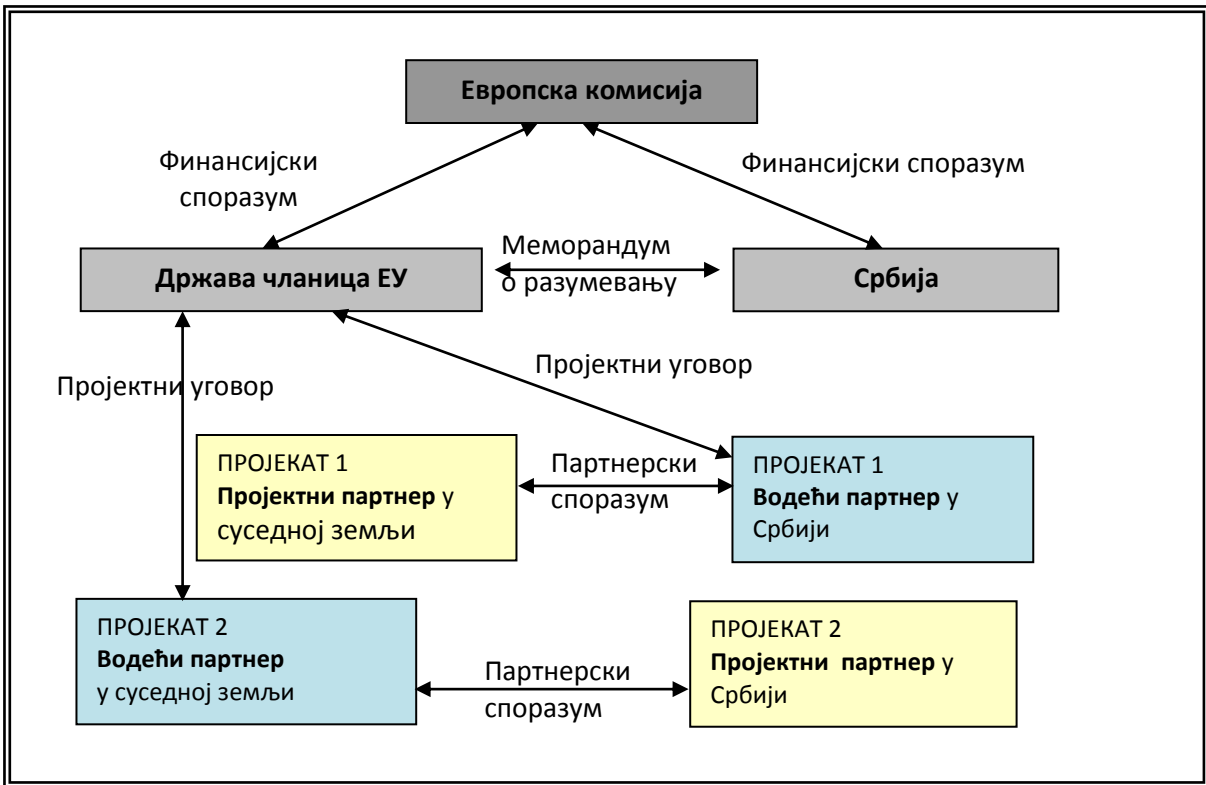 Европска комисија
Финансијски
споразум
Финансијски споразум
Држава чланица ЕУ
Меморандум
о разумевању
Србија
Пројектни уговор
Пројектни уговор
ПРОЈЕКАТ 1
Пројектни партнер у
суседној земљи
Партнерски
споразум
ПРОЈЕКАТ 1
Водећи партнер у
Србији
ПРОЈЕКАТ 2
Водећи партнер
у суседној земљи
Партнерски
споразум
ПРОЈЕКАТ 2
Пројектни партнер у
Србији